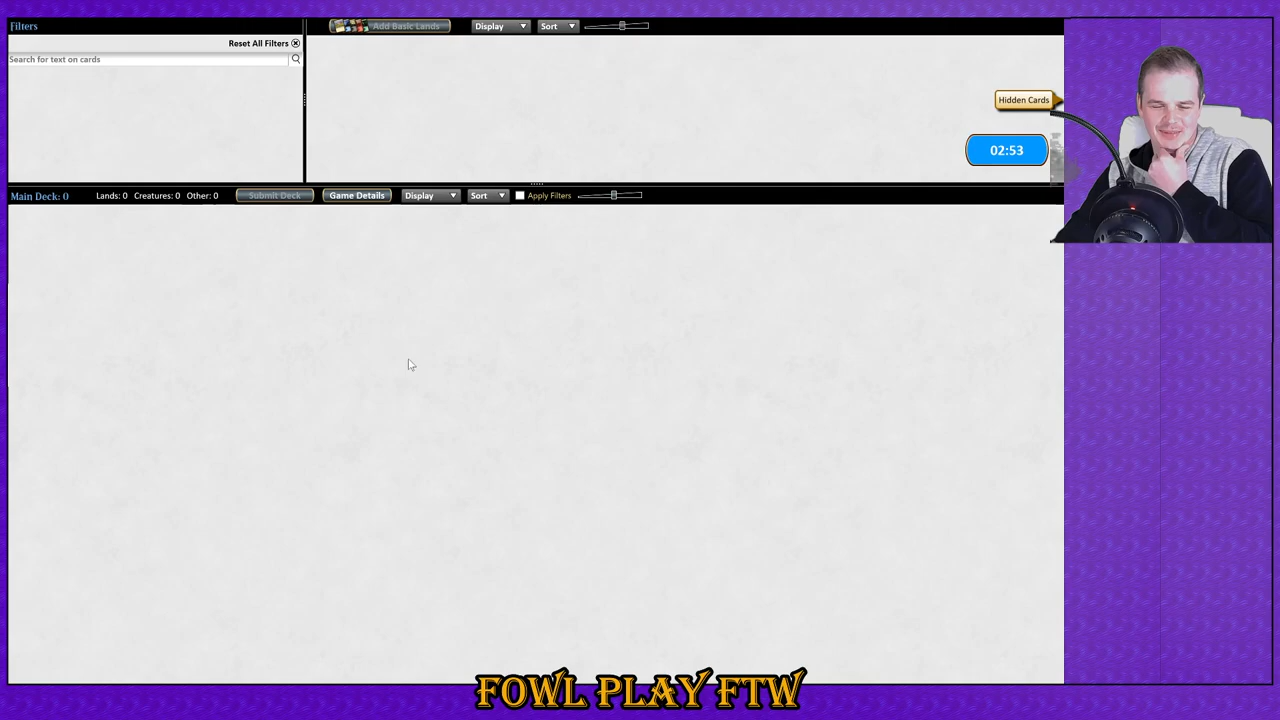 Filters
Add Basic Lands Display Sort
Reset All Filters
Search for text on cards
Hidden Cards
02:53
Main Deck: 0 Lands: 0 Creatures: 0 Other: 0 Submit Deck Game Details Display Sort Apply Filters
FOWL PLAY FTW